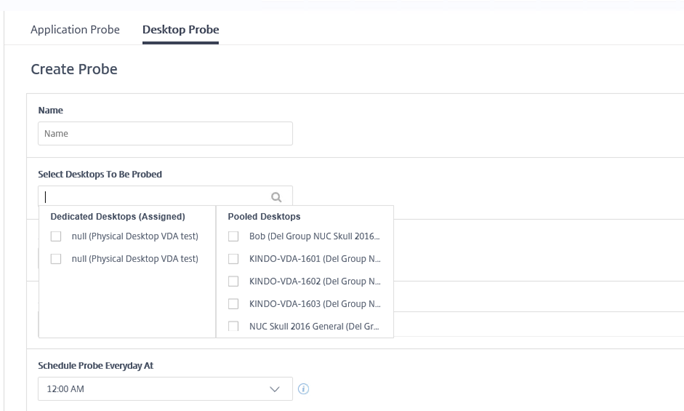 Application Probe
Desktop Probe
Create Probe
Name
Name
Select Desktops To Be Probed
Dedicated Desktops (Assigned)
null (Physical Desktop VDA test)
null (Physical Desktop VDA test)
Pooled Desktops
Bob (Del Group NUC Skull 2016...
KINDO-VDA-1601 (Del Group N...
KINDO-VDA-1602 (Del Group N...
KINDO-VDA-1603 (Del Group N...
NUC Skull 2016 General (Del Gr...
Schedule Probe Everyday At
12:00 AM